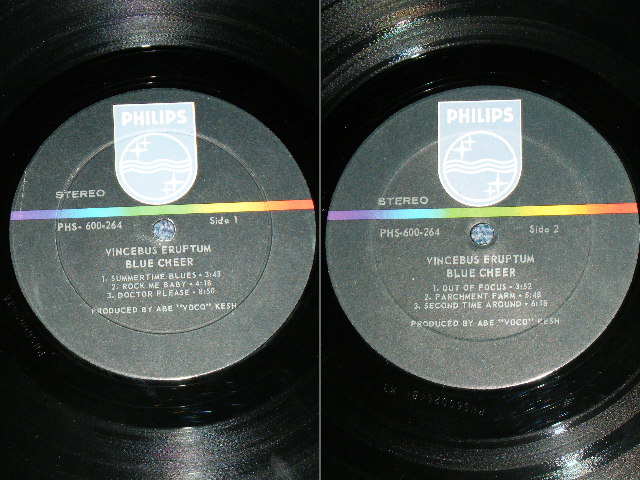 PHILIPS
STEREO
PHS- 600-264 Side 1
VINCEBUS ERUPTUM
BLUE CHEER
1. SUMMERTIME BLUES • 3:43
2. ROCK ME BABY • 4:18
3. DOCTOR PLEASE • 8:50
PRODUCED BY ABE "VOCO" KESH
PHILIPS
STEREO
PHS-600-264 Side 2
VINCEBUS ERUPTUM
BLUE CHEER
1. OUT OF FOCUS • 3:52
2. PARCHMENT FARM • 5:48
3. SECOND TIME AROUND • 6:18
PRODUCED BY ABE "VOCO" KESH